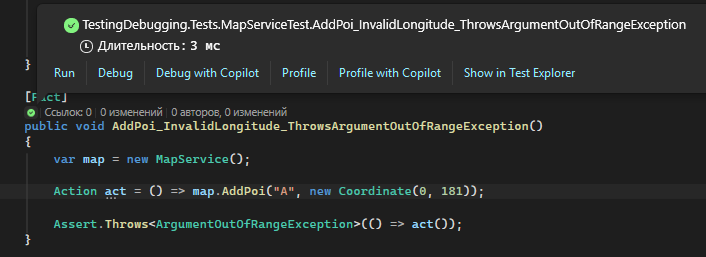 TestingDebugging.Tests.MapServiceTest.AddPoi_InvalidLongitude_ThrowsArgumentOutOfRangeException
Длительность: 3 мс
Run Debug Debug with Copilot Profile Profile with Copilot Show in Test Explorer
}
[Fact]
Ссылок: 0 | 0 изменений | 0 авторов, 0 изменений
public void AddPoi_InvalidLongitude_ThrowsArgumentOutOfRangeException()
{
var map = new MapService();
Action act = () => map.AddPoi("A", new Coordinate(0, 181));
Assert.Throws<ArgumentOutOfRangeException>(() => act());
}